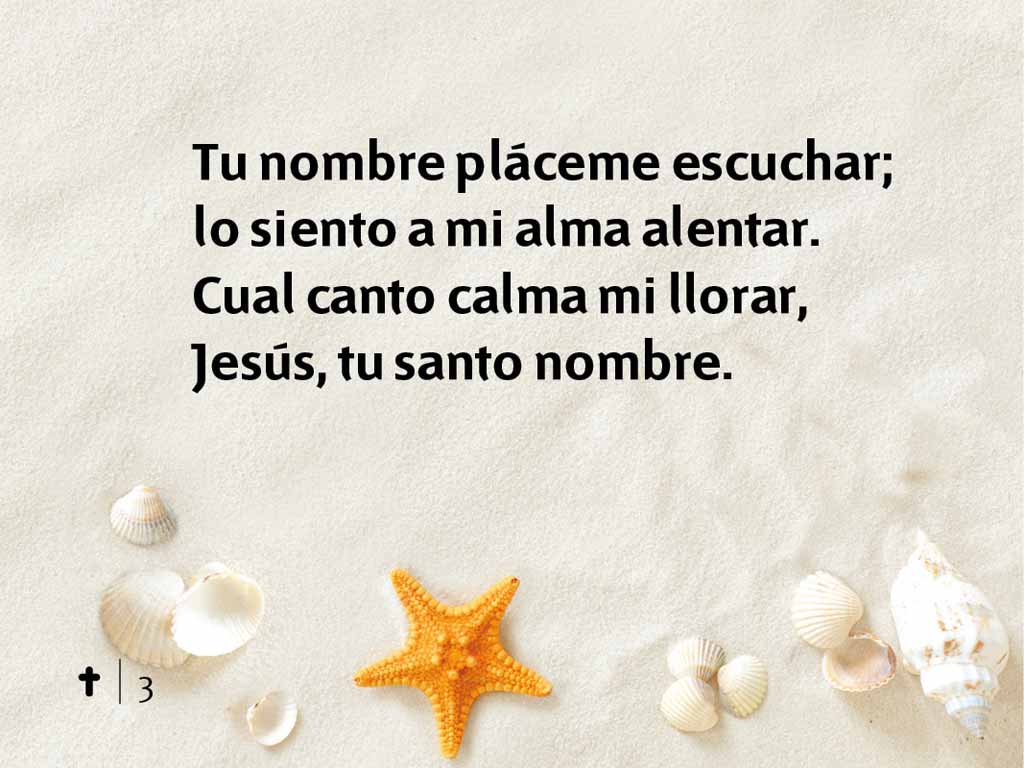 Tu nombre pláceme escuchar;
lo siento a mi alma alentar.
Cual canto calma mi llorar,
Jesús, tu santo nombre.
3